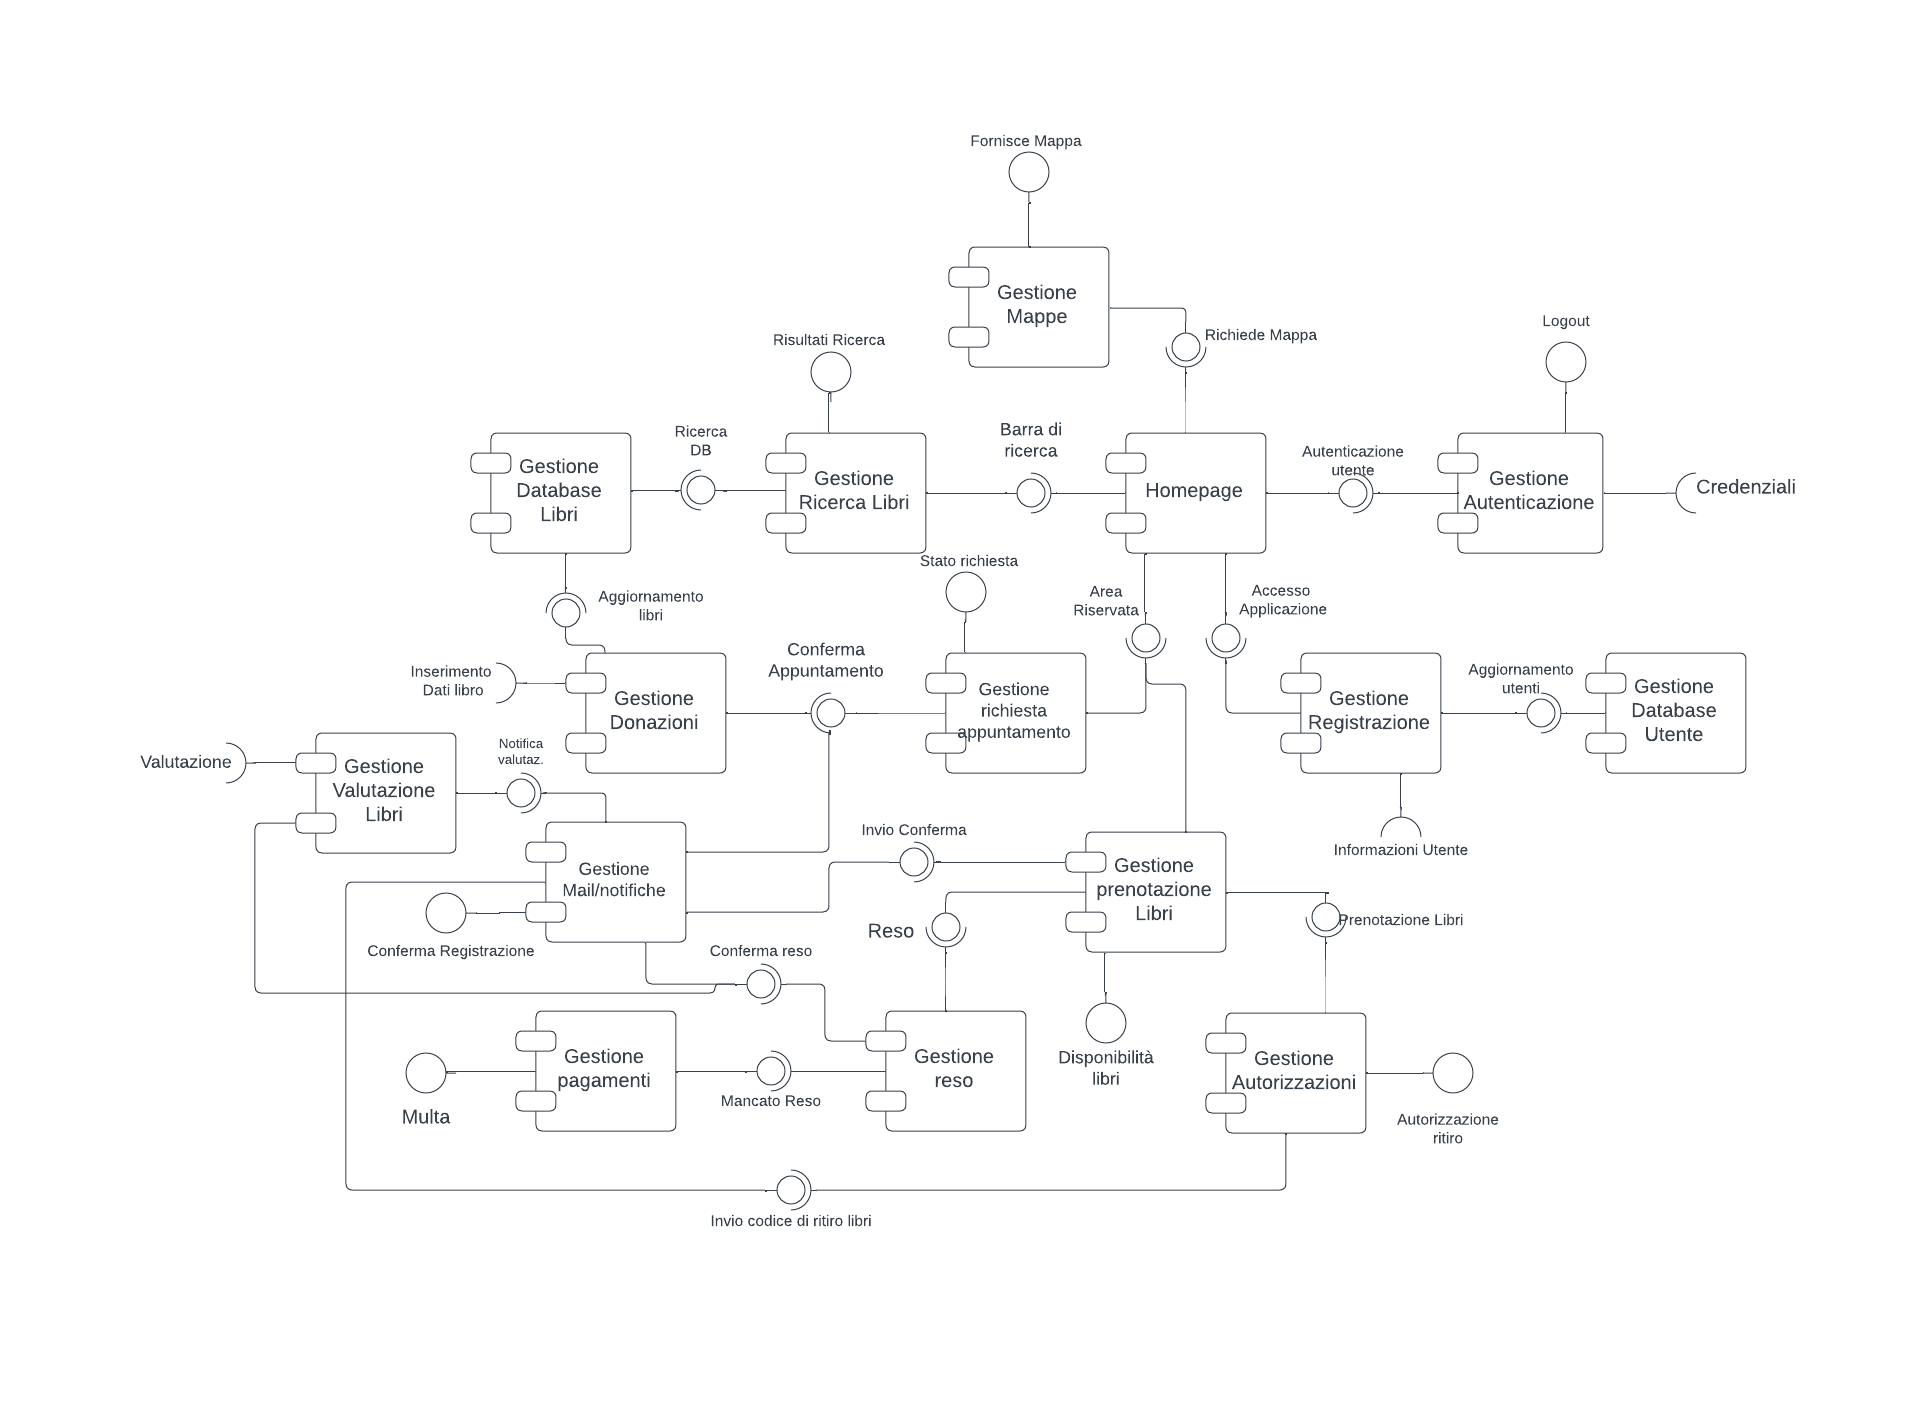 Fornisce Mappa
Gestione
Mappe
Richiede Mappa
Logout
Risultati Ricerca
Ricerca
DB
Barra di
ricerca
Autenticazione
utente
Gestione
Database
Libri
Gestione
Ricerca Libri
Homepage
Gestione
Autenticazione
Credenziali
Stato richiesta
Aggiornamento
libri
Area
Riservata
Accesso
Applicazione
Inserimento
Dati libro
Conferma
Appuntamento
Gestione
Donazioni
Gestione
richiesta
appuntamento
Gestione
Registrazione
Aggiornamento
utenti
Gestione
Database
Utente
Valutazione
Gestione
Valutazione
Libri
Notifica
valutaz.
Invio Conferma
Informazioni Utente
Gestione
Mail/notifiche
Gestione
prenotazione
Libri
Prenotazione Libri
Reso
Conferma Registrazione
Conferma reso
Gestione
pagamenti
Gestione
reso
Disponibilità
libri
Gestione
Autorizzazioni
Multa
Mancato Reso
Autorizzazione
ritiro
Invio codice di ritiro libri